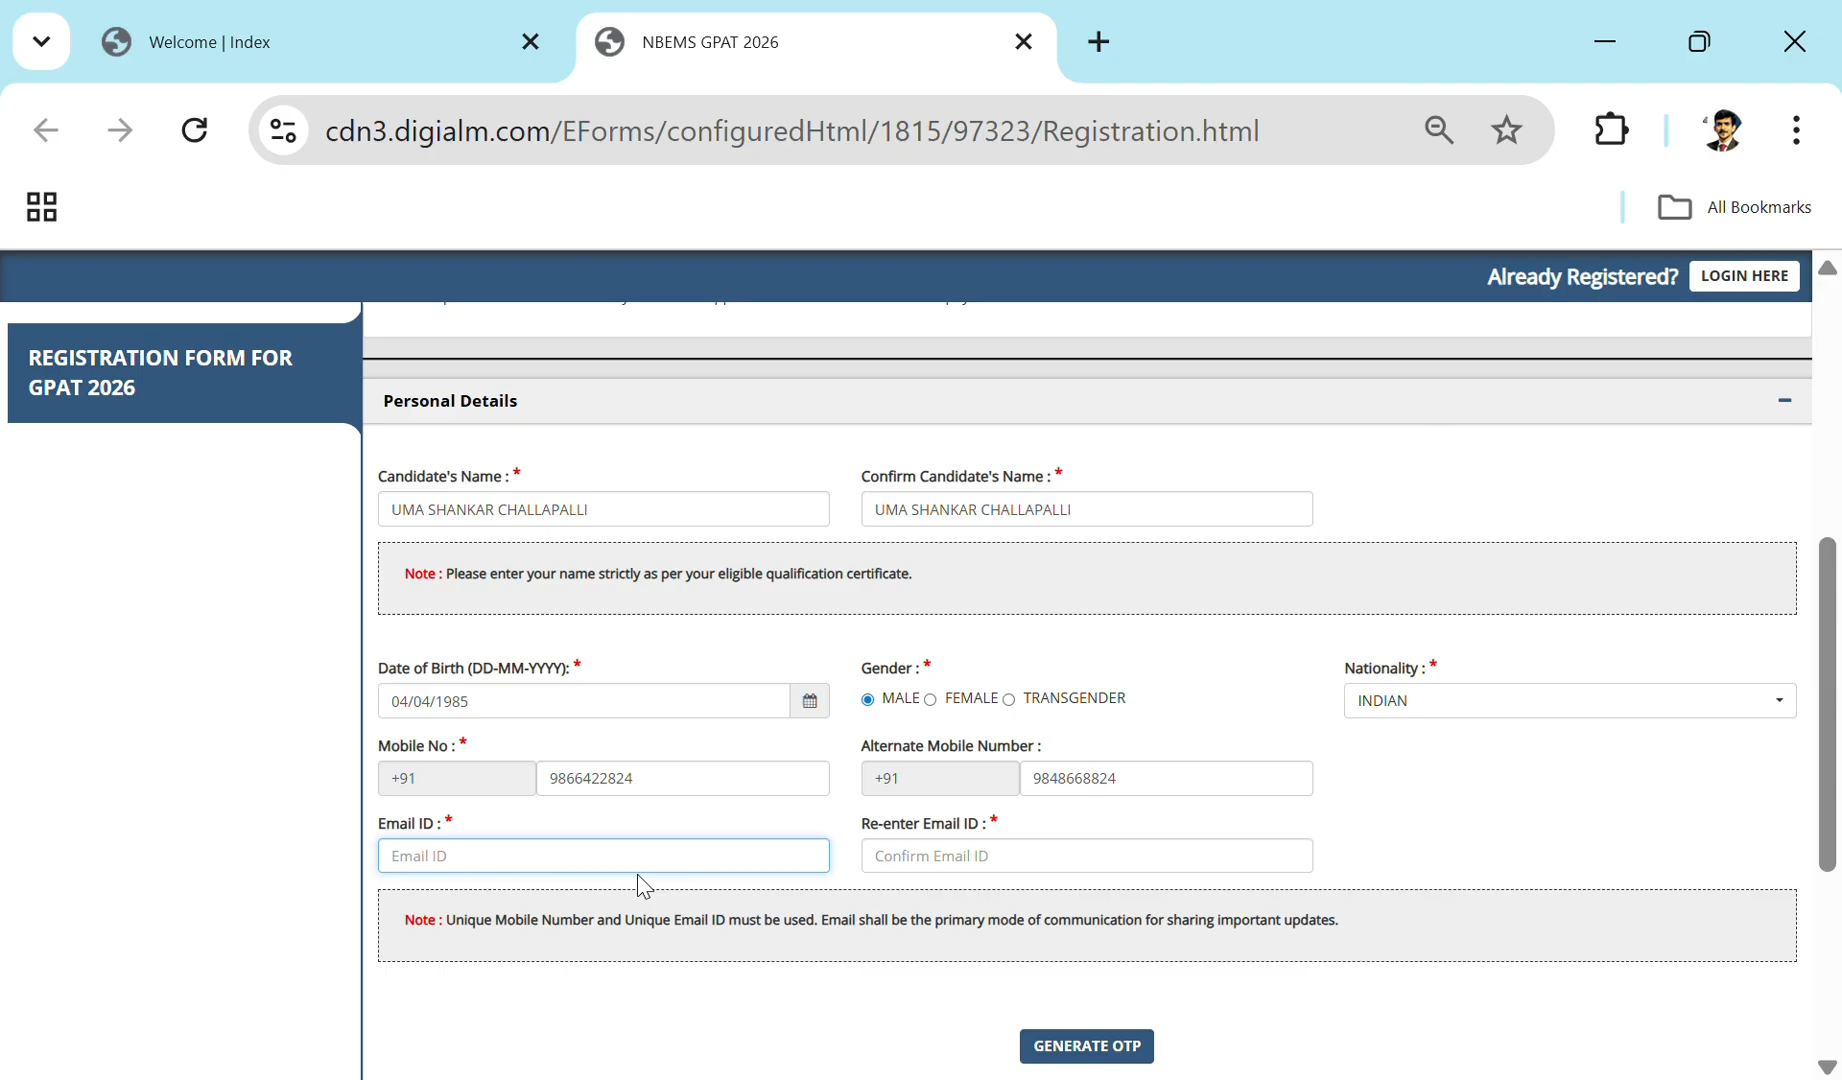 Welcome | Index
NBEMS GPAT 2026
cdn3.digialm.com/EForms/configuredHtml/1815/97323/Registration.html
All Bookmarks
Already Registered? LOGIN HERE
REGISTRATION FORM FOR
GPAT 2026
Personal Details
Candidate's Name : * Confirm Candidate's Name : *
UMA SHANKAR CHALLAPALLI UMA SHANKAR CHALLAPALLI
Note : Please enter your name strictly as per your eligible qualification certificate.
Date of Birth (DD-MM-YYYY): * Gender : * Nationality : *
04/04/1985 MALE FEMALE TRANSGENDER INDIAN
Mobile No : * Alternate Mobile Number :
+91 9866422824 +91 9848668824
Email ID : * Re-enter Email ID : *
Email ID Confirm Email ID
Note : Unique Mobile Number and Unique Email ID must be used. Email shall be the primary mode of communication for sharing important updates.
GENERATE OTP